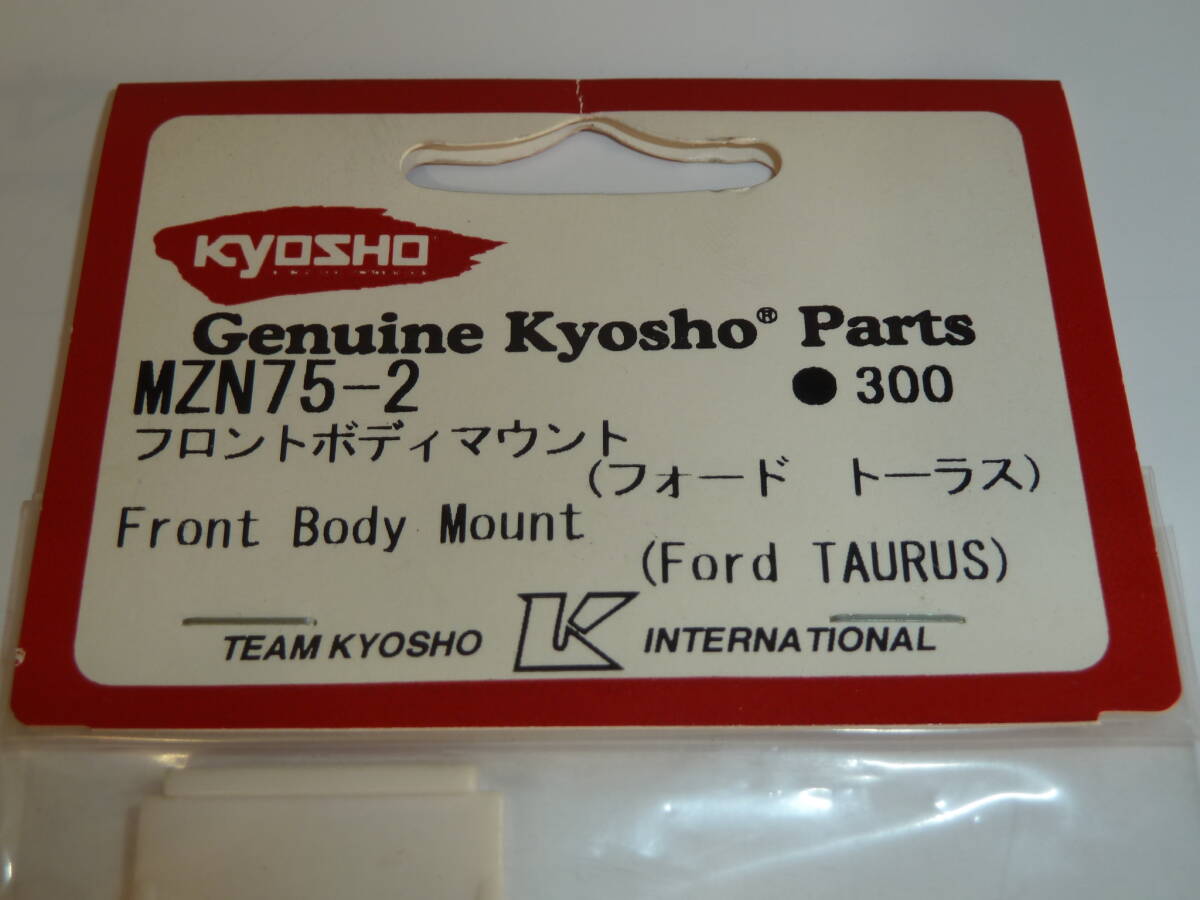 KYOSHO
Genuine Kyosho® Parts
MZN75-2 ●300
フロントボディマウント
(フォード トーラス)
Front Body Mount
(Ford TAURUS)
TEAM KYOSHO K INTERNATIONAL